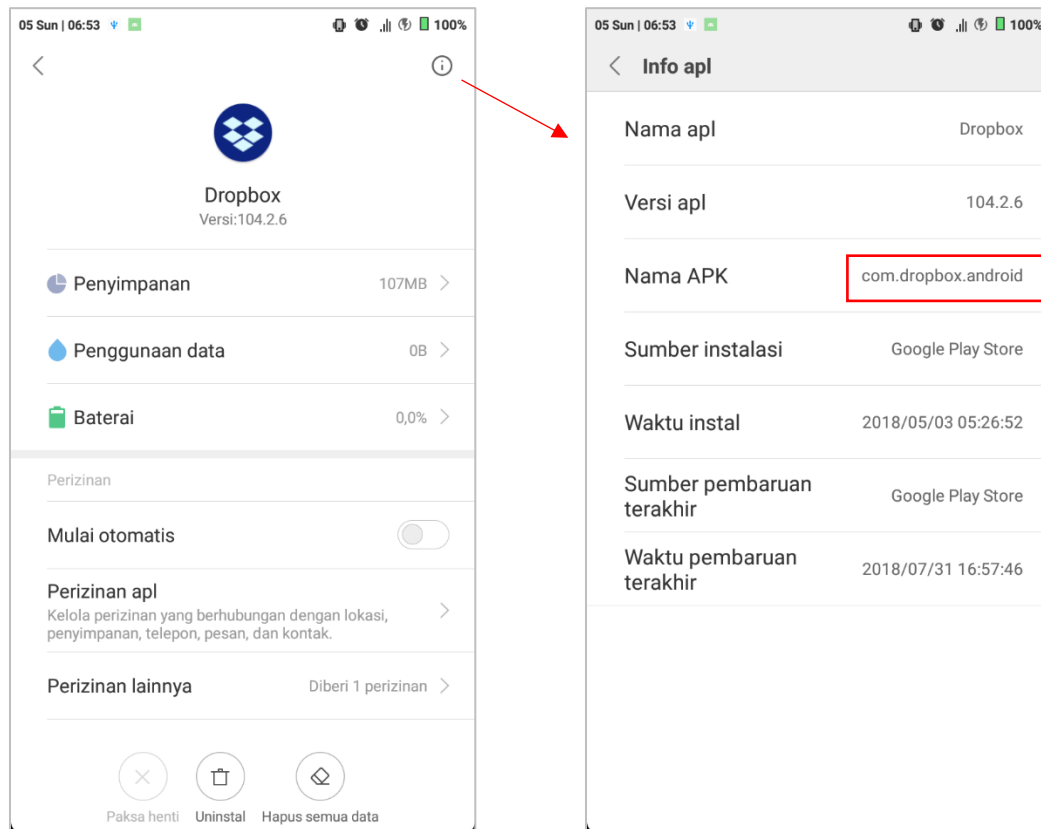 05 Sun | 06:53 100%
Dropbox
Versi:104.2.6
Penyimpanan 107MB
Penggunaan data 0B
Baterai 0,0%
Perizinan
Mulai otomatis
Perizinan apl
Kelola perizinan yang berhubungan dengan lokasi,
penyimpanan, telepon, pesan, dan kontak.
Perizinan lainnya Diberi 1 perizinan
Paksa henti Uninstal Hapus semua data
05 Sun | 06:53 100%
Info apl
Nama apl Dropbox
Versi apl 104.2.6
Nama APK com.dropbox.android
Sumber instalasi Google Play Store
Waktu instal 2018/05/03 05:26:52
Sumber pembaruan
terakhir Google Play Store
Waktu pembaruan
terakhir 2018/07/31 16:57:46